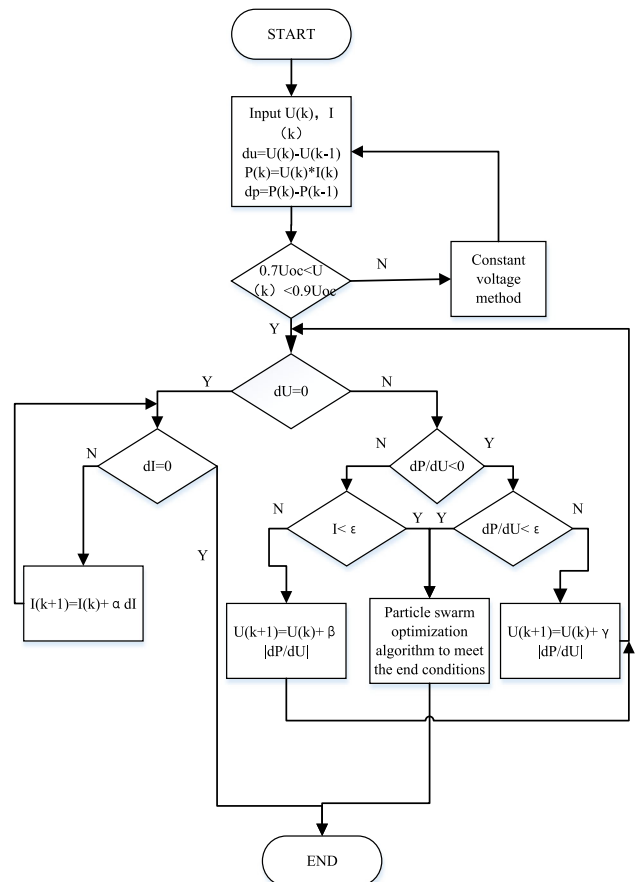 START
Input U(k), I
(k)
du=U(k)-U(k-1)
P(k)=U(k)*I(k)
dp=P(k)-P(k-1)
0.7Uoc<U
(k) <0.9Uoc
N
Constant
voltage
method
Y
dU=0
Y
N
dI=0
N
Y
I(k+1)=I(k)+ α dI
dP/dU<0
N
Y
I< ε
N
Y
dP/dU< ε
Y
N
U(k+1)=U(k)+ β
|dP/dU|
Particle swarm
optimization
algorithm to meet
the end conditions
U(k+1)=U(k)+ γ
|dP/dU|
END